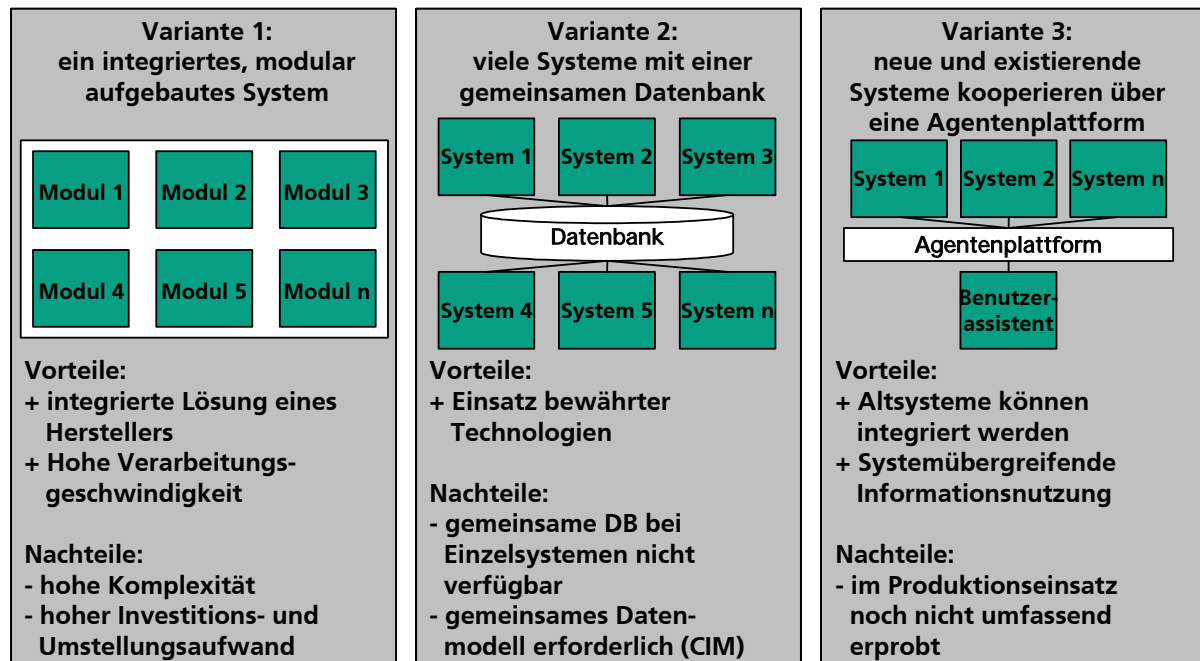 Variante 1:
ein integriertes, modular
aufgebautes System
Modul 1
Modul 2
Modul 3
Modul 4
Modul 5
Modul n
Vorteile:
+ integrierte Lösung eines
Herstellers
+ Hohe Verarbeitungs-
geschwindigkeit
Nachteile:
- hohe Komplexität
- hoher Investitions- und
Umstellungsaufwand
Variante 2:
viele Systeme mit einer
gemeinsamen Datenbank
System 1
System 2
System 3
Datenbank
System 4
System 5
System n
Vorteile:
+ Einsatz bewährter
Technologien
Nachteile:
- gemeinsame DB bei
Einzelsystemen nicht
verfügbar
- gemeinsames Daten-
modell erforderlich (CIM)
Variante 3:
neue und existierende
Systeme kooperieren über
eine Agentenplattform
System 1
System 2
System n
Agentenplattform
Benutzer-
assistent
Vorteile:
+ Altsysteme können
integriert werden
+ Systemübergreifende
Informationsnutzung
Nachteile:
- im Produktionseinsatz
noch nicht umfassend
erprobt